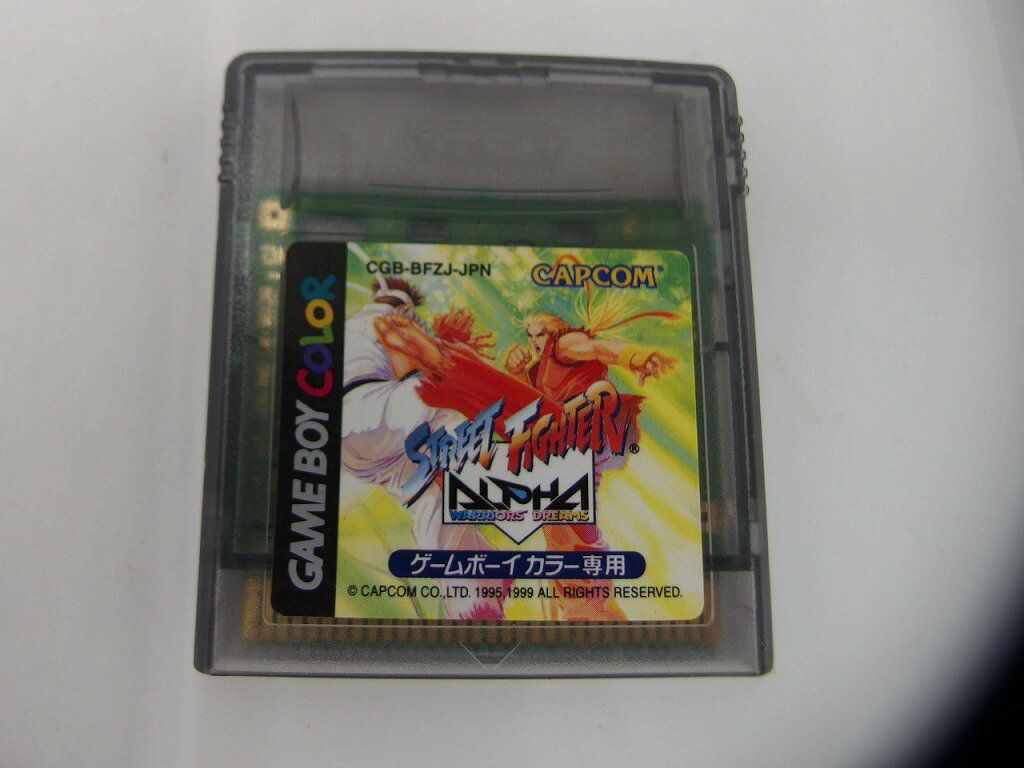 GAME BOY COLOR
CGB-BFZJ-JPN
CAPCOM®
STREET FIGHTER®
ALPHA
WARRIORS' DREAMS
ゲームボーイカラー専用
© CAPCOM CO.,LTD. 1995,1999 ALL RIGHTS RESERVED.